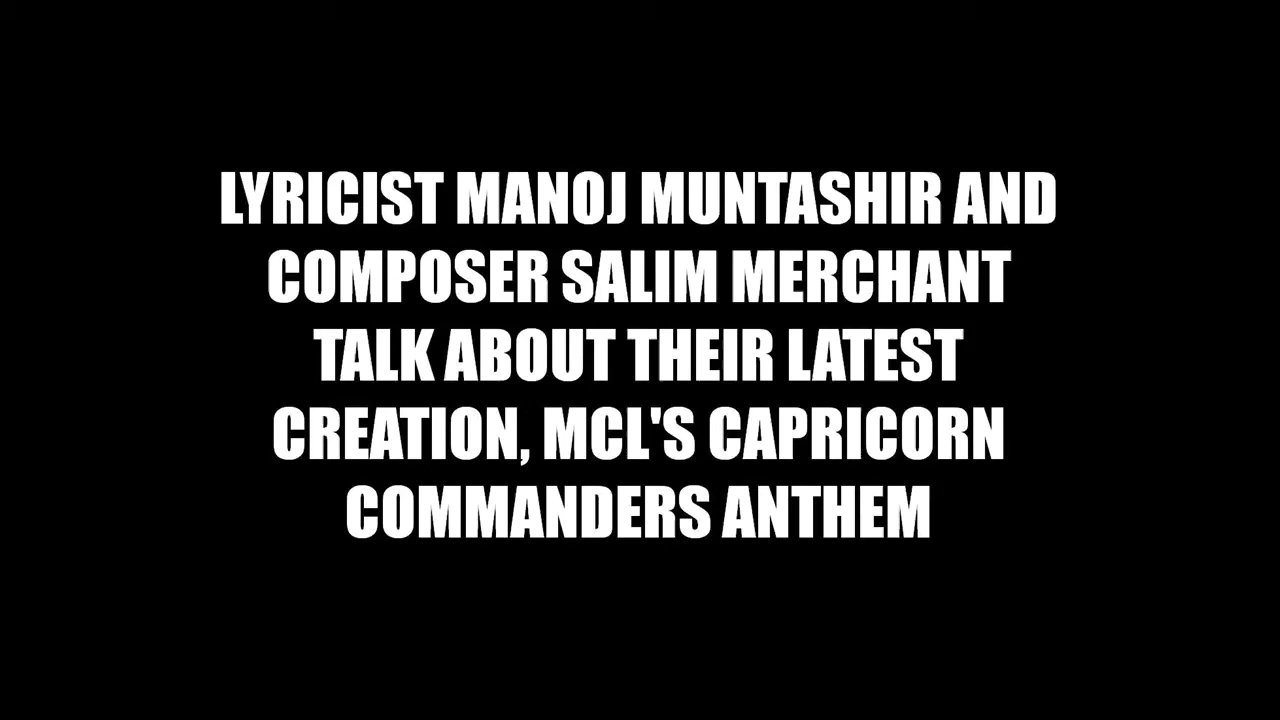 LYRICIST MANOJ MUNTASHIR AND
COMPOSER SALIM MERCHANT
TALK ABOUT THEIR LATEST
CREATION, MCL'S CAPRICORN
COMMANDERS ANTHEM